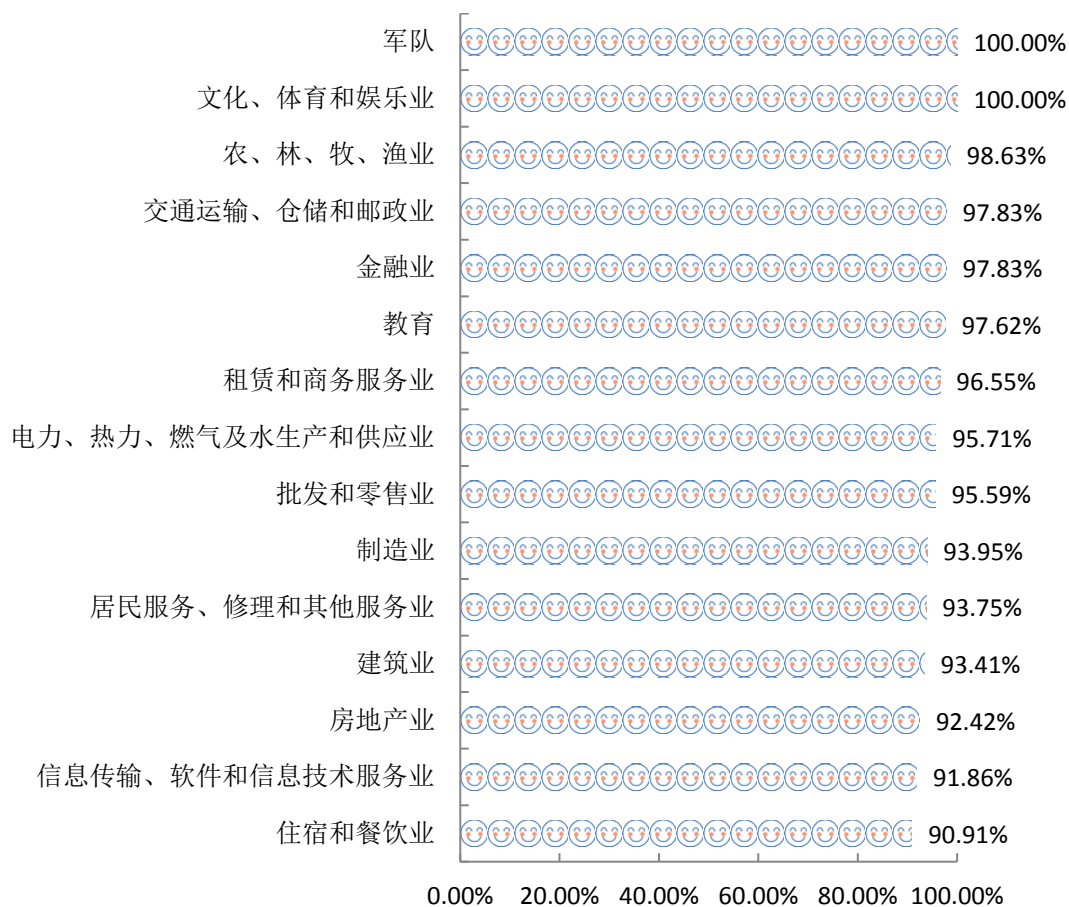 军队 100.00%
文化、体育和娱乐业 100.00%
农、林、牧、渔业 98.63%
交通运输、仓储和邮政业 97.83%
金融业 97.83%
教育 97.62%
租赁和商务服务业 96.55%
电力、热力、燃气及水生产和供应业 95.71%
批发和零售业 95.59%
制造业 93.95%
居民服务、修理和其他服务业 93.75%
建筑业 93.41%
房地产业 92.42%
信息传输、软件和信息技术服务业 91.86%
住宿和餐饮业 90.91%
0.00% 20.00% 40.00% 60.00% 80.00% 100.00%